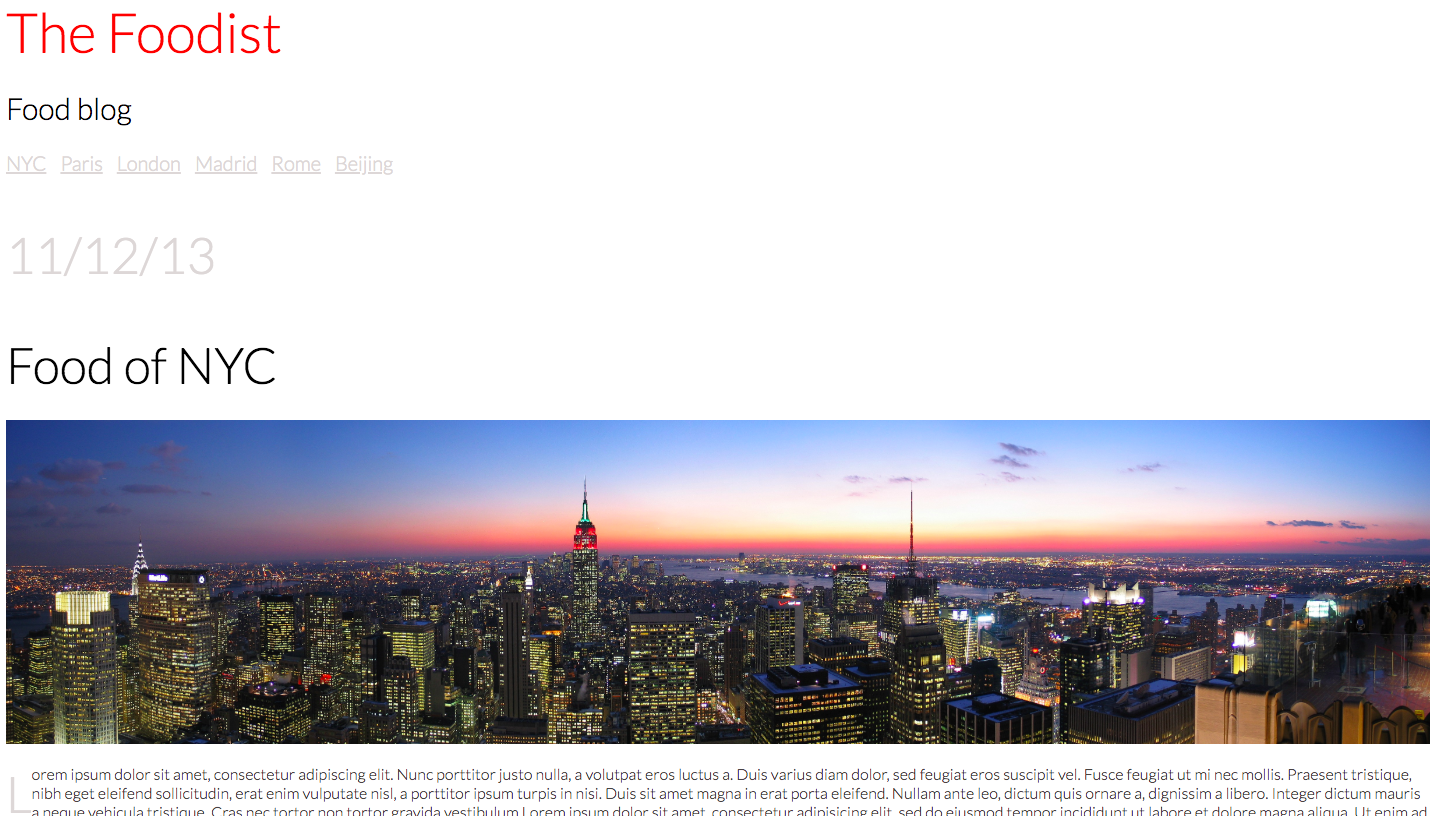 The Foodist
Food blog
NYC Paris London Madrid Rome Beijing
11/12/13
Food of NYC
Lorem ipsum dolor sit amet, consectetur adipiscing elit. Nunc porttitor justo nulla, a volutpat eros luctus a. Duis varius diam dolor, sed feugiat eros suscipit vel. Fusce feugiat ut mi nec mollis. Praesent tristique,
nibh eget eleifend sollicitudin, erat enim vulputate nisl, a porttitor ipsum turpis in nisi. Duis sit amet magna in erat porta eleifend. Nullam ante leo, dictum quis ornare a, dignissim a libero. Integer dictum mauris
a neque vehicula tristique. Cras nec tortor non tortor gravida vestibulum Lorem ipsum dolor sit amet, consectetur adipisicing elit, sed do eiusmod tempor incididunt ut labore et dolore magna aliqua. Ut enim ad